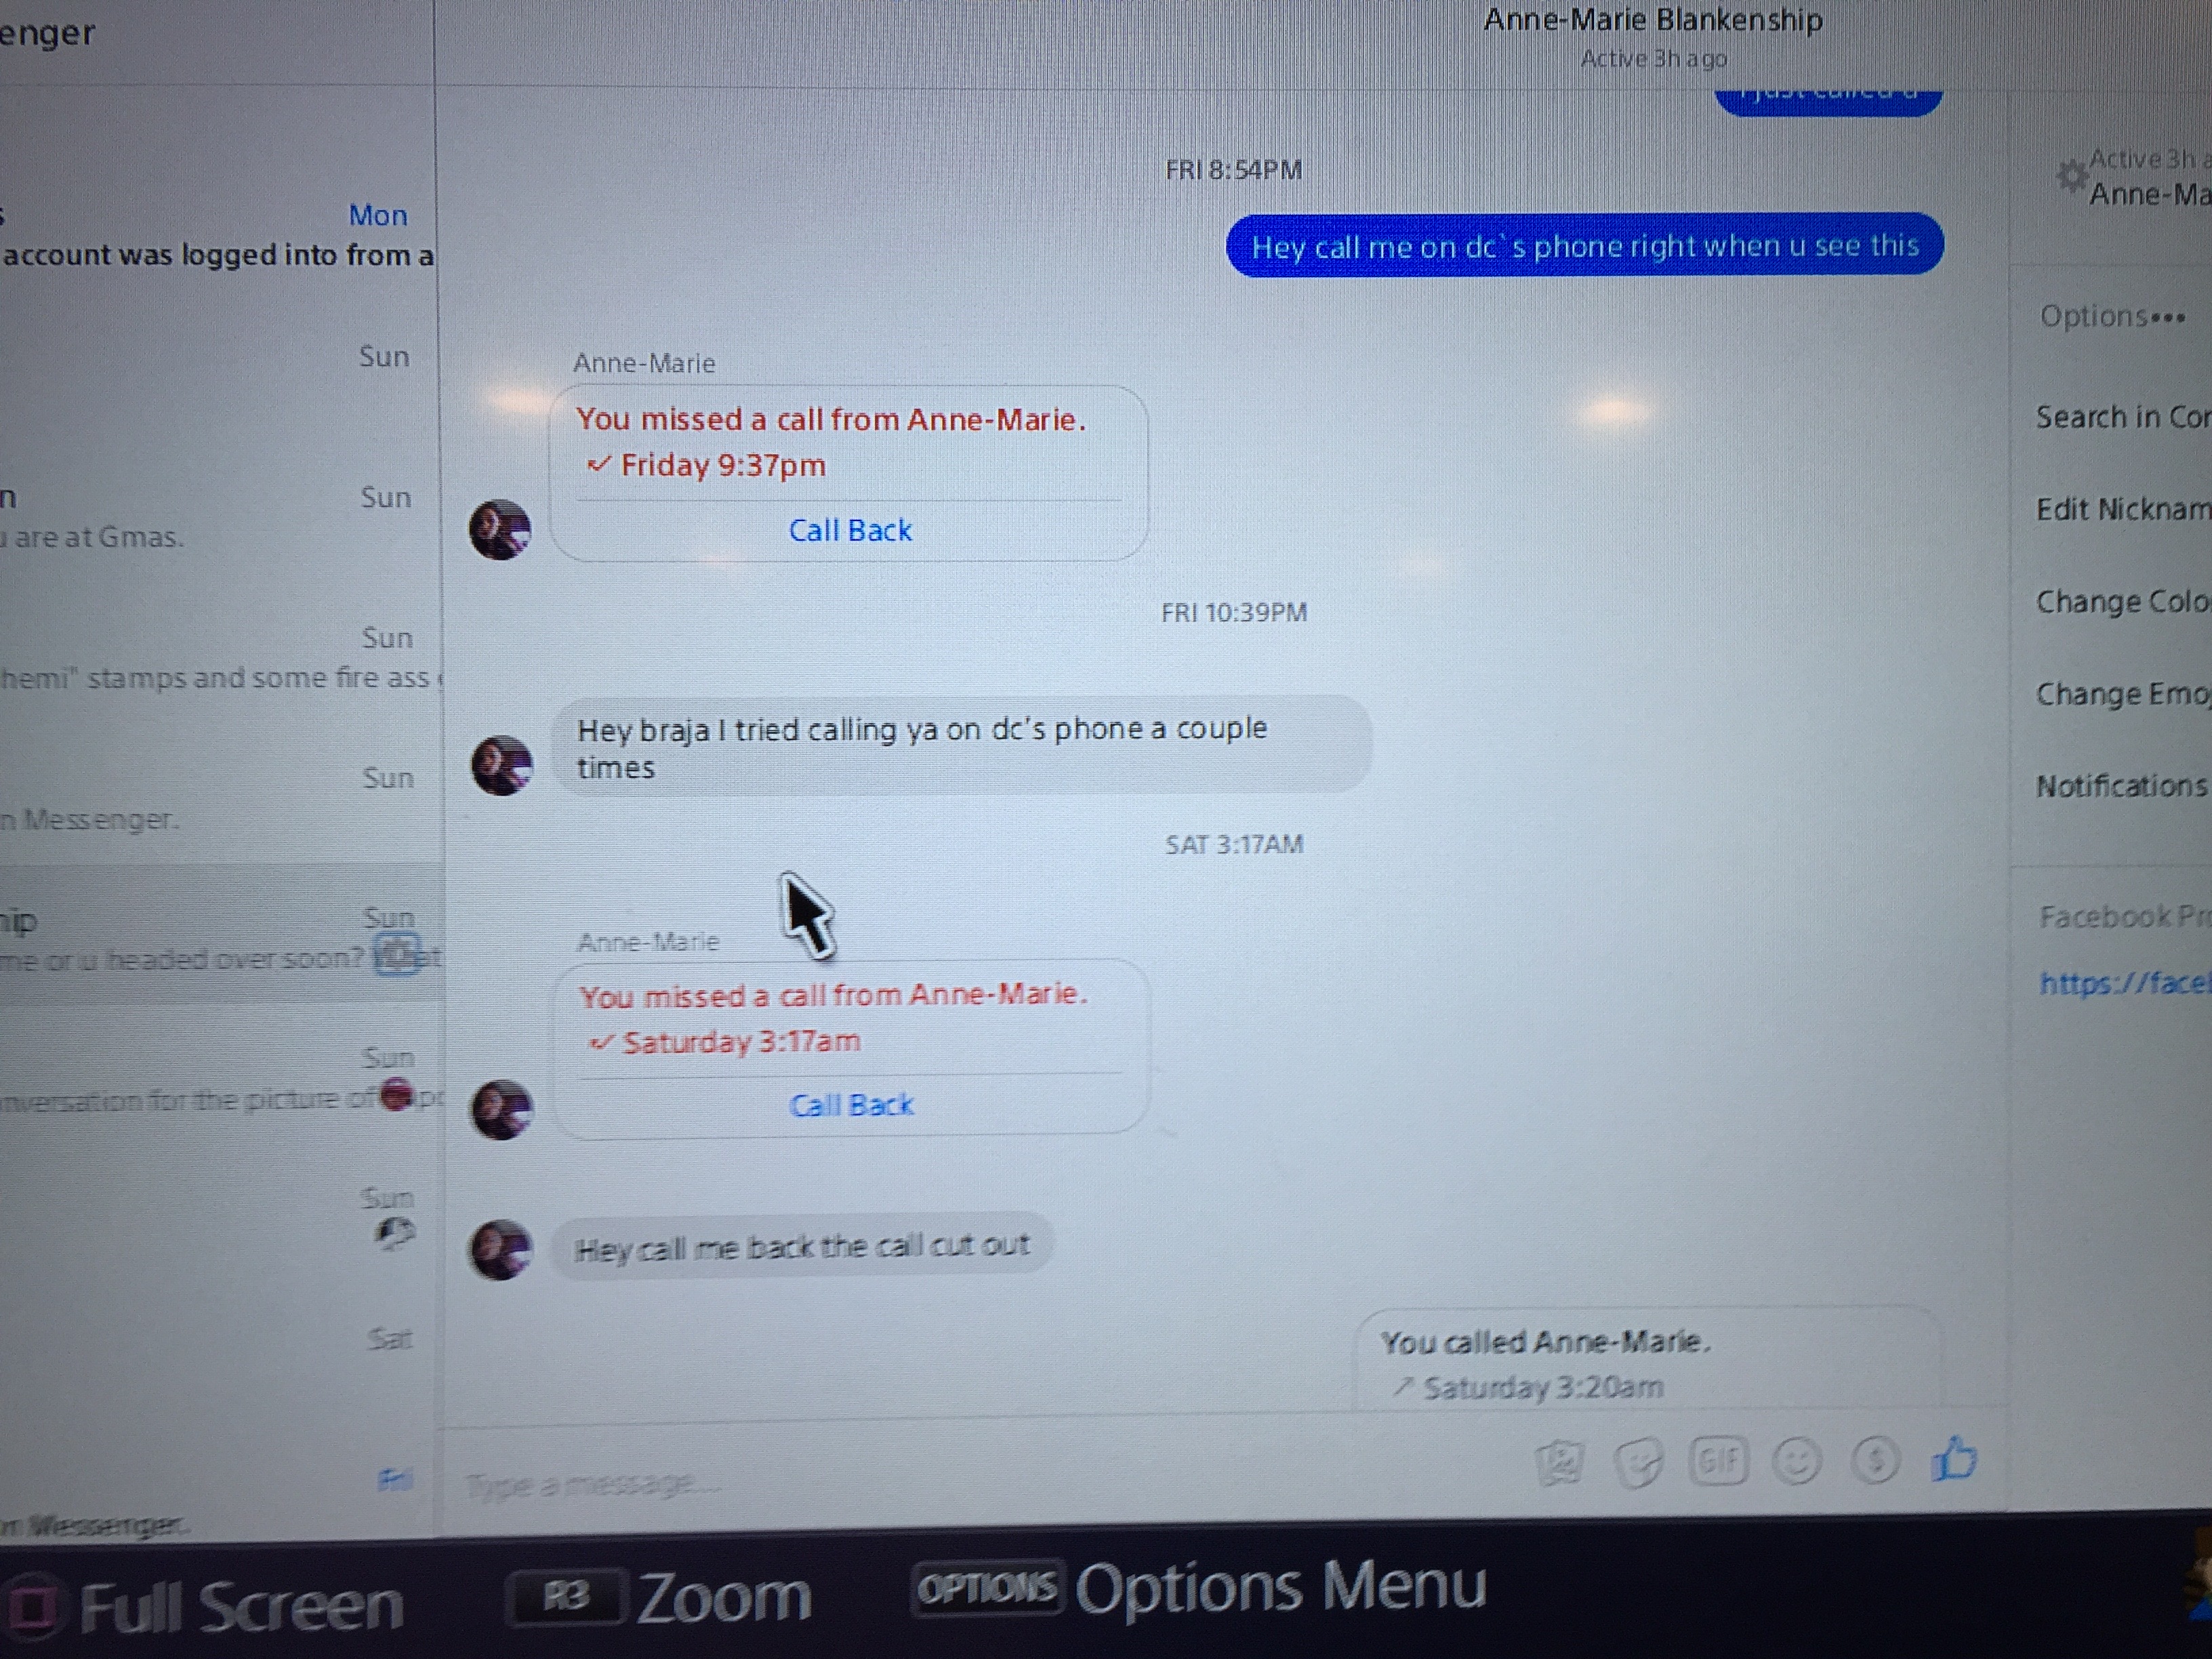 enger
Mon
account was logged into from a
Sun
Sun
n
u are at Gmas.
Sun
hemi" stamps and some fire ass
Sun
n Messenger.
Sun
hip
me or u headed over soon?
Sun
nversation for the picture of
Sun
Sat
Fri
Messenger.
Anne-Marie Blankenship
Active 3h ago
I just called u
FRI 8:54PM
Hey call me on dc`s phone right when u see this
Anne-Marie
You missed a call from Anne-Marie.
Friday 9:37pm
Call Back
FRI 10:39PM
Hey braja I tried calling ya on dc's phone a couple
times
SAT 3:17AM
Anne-Marie
You missed a call from Anne-Marie.
Saturday 3:17am
Call Back
Hey call me back the call cut out
You called Anne-Marie.
Saturday 3:20am
Type a message...
GIF
$
Active 3h a
Anne-Ma
Options•••
Search in Con
Edit Nicknam
Change Colo
Change Emoj
Notifications
Facebook Pro
https://facel
Full Screen
R3 Zoom
OPTIONS Options Menu